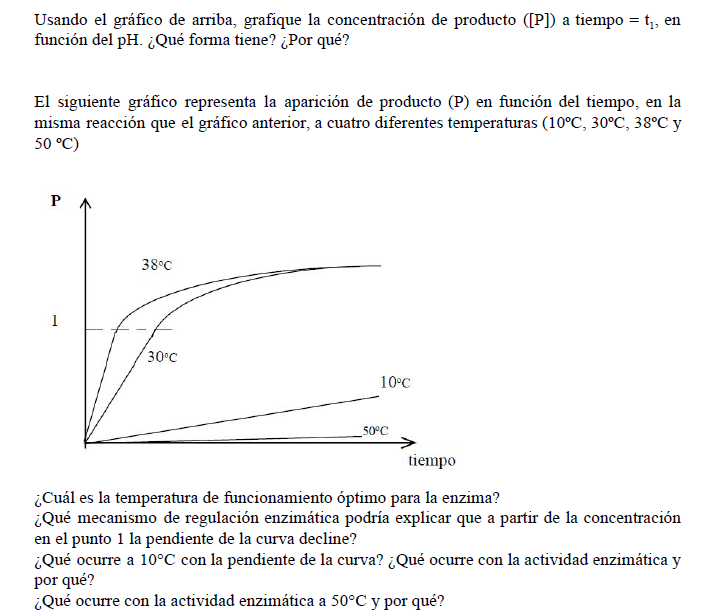 Usando el gráfico de arriba, grafique la concentración de producto ([P]) a tiempo = t₁, en
función del pH. ¿Qué forma tiene? ¿Por qué?
El siguiente gráfico representa la aparición de producto (P) en función del tiempo, en la
misma reacción que el gráfico anterior, a cuatro diferentes temperaturas (10ºC, 30ºC, 38ºC y
50 ºC)
P
38ºC
1
30ºC
10ºC
50ºC
tiempo
¿Cuál es la temperatura de funcionamiento óptimo para la enzima?
¿Qué mecanismo de regulación enzimática podría explicar que a partir de la concentración
en el punto 1 la pendiente de la curva decline?
¿Qué ocurre a 10°C con la pendiente de la curva? ¿Qué ocurre con la actividad enzimática y
por qué?
¿Qué ocurre con la actividad enzimática a 50°C y por qué?